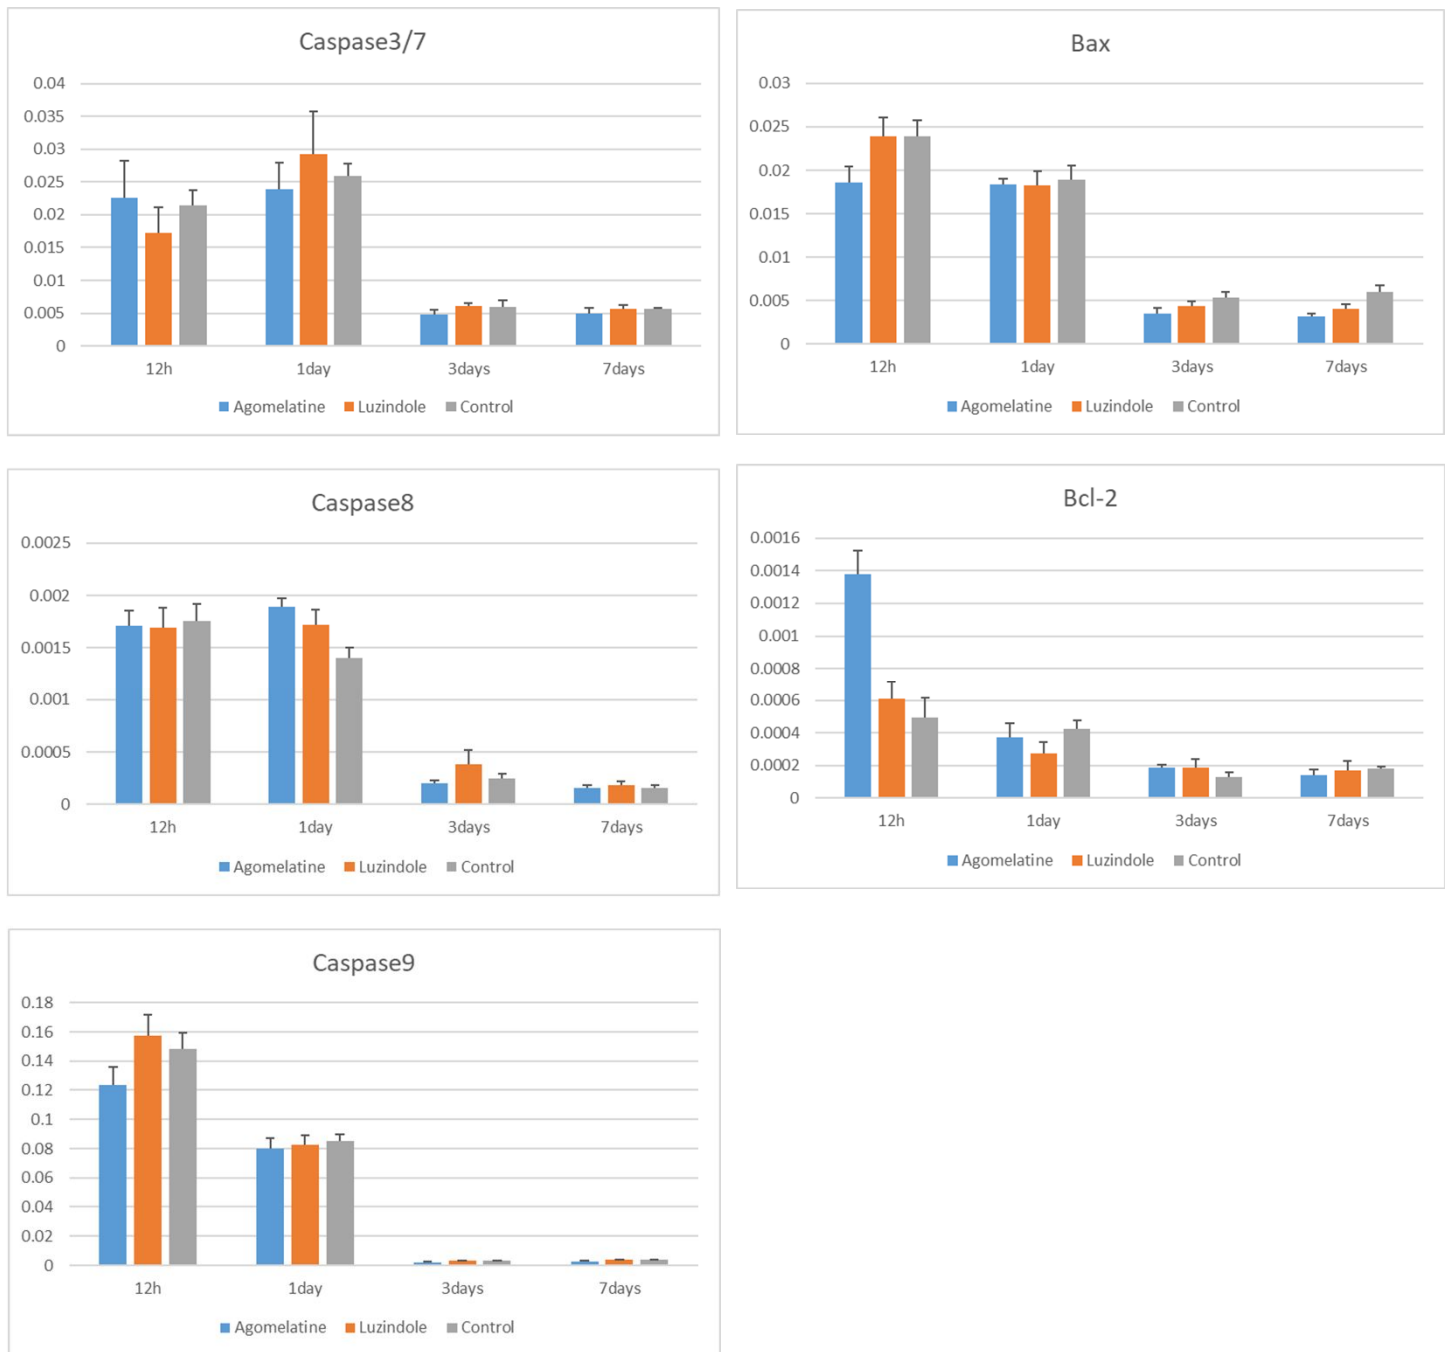 Caspase3/7
0.04
0.035
0.03
0.025
0.02
0.015
0.01
0.005
0
12h 1day 3days 7days
Agomelatine Luzindole Control
Bax
0.03
0.025
0.02
0.015
0.01
0.005
0
12h 1day 3days 7days
Agomelatine Luzindole Control
Caspase8
0.0025
0.002
0.0015
0.001
0.0005
0
12h 1day 3days 7days
Agomelatine Luzindole Control
Bcl-2
0.0016
0.0014
0.0012
0.001
0.0008
0.0006
0.0004
0.0002
0
12h 1day 3days 7days
Agomelatine Luzindole Control
Caspase9
0.18
0.16
0.14
0.12
0.1
0.08
0.06
0.04
0.02
0
12h 1day 3days 7days
Agomelatine Luzindole Control